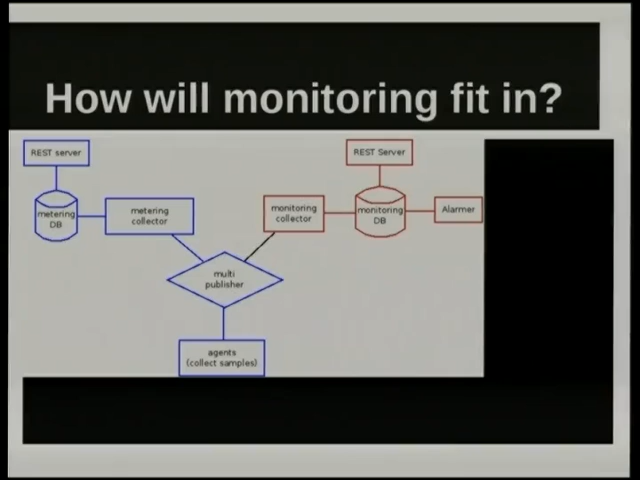 How will monitoring fit in?
REST server
REST Server
metering
DB
metering
collector
monitoring
collector
monitoring
DB
Alarmer
multi
publisher
agents
(collect samples)